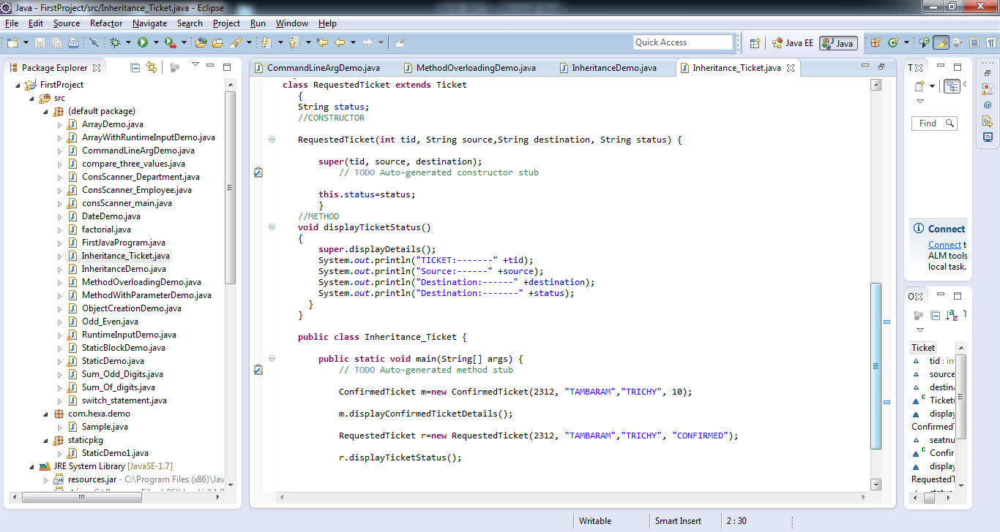 Java - FirstProject/src/Inheritance_Ticket.java - Eclipse
File Edit Source Refactor Navigate Search Project Run Window Help
Quick Access
Java EE
Java
Package Explorer
FirstProject
src
(default package)
ArrayDemo.java
ArrayWithRuntimeInputDemo.java
CommandLineArgDemo.java
compare_three_values.java
ConsScanner_Department.java
ConsScanner_Employee.java
consScanner_main.java
DateDemo.java
factorial.java
FirstJavaProgram.java
Inheritance_Ticket.java
InheritanceDemo.java
MethodOverloadingDemo.java
MethodWithParameterDemo.java
ObjectCreationDemo.java
Odd_Even.java
RuntimeInputDemo.java
StaticBlockDemo.java
StaticDemo.java
Sum_Odd_Digits.java
Sum_Of_digits.java
switch_statement.java
com.hexa.demo
Sample.java
staticpkg
StaticDemo1.java
JRE System Library [JavaSE-1.7]
resources.jar - C:\Program Files (x86)\Jav
CommandLineArgDemo.java MethodOverloadingDemo.java InheritanceDemo.java Inheritance_Ticket.java
class RequestedTicket extends Ticket
{
String status;
//CONSTRUCTOR
RequestedTicket(int tid, String source,String destination, String status) {
super(tid, source, destination);
// TODO Auto-generated constructor stub
this.status=status;
}
//METHOD
void displayTicketStatus()
{
super.displayDetails();
System.out.println("TICKET:-------" +tid);
System.out.println("Source:------" +source);
System.out.println("Destination:------" +destination);
System.out.println("Destination:-------" +status);
}
}
public class Inheritance_Ticket {
public static void main(String[] args) {
// TODO Auto-generated method stub
ConfirmedTicket m=new ConfirmedTicket(2312, "TAMBARAM","TRICHY", 10);
m.displayConfirmedTicketDetails();
RequestedTicket r=new RequestedTicket(2312, "TAMBARAM","TRICHY", "CONFIRMED");
r.displayTicketStatus();
T
Find
Connect
Connect t
ALM tools
local task.
O
Ticket
tid : int
source
destina
Ticket(
display
ConfirmedT
seatnu
Confir
display
RequestedT
Writable Smart Insert 2 : 30